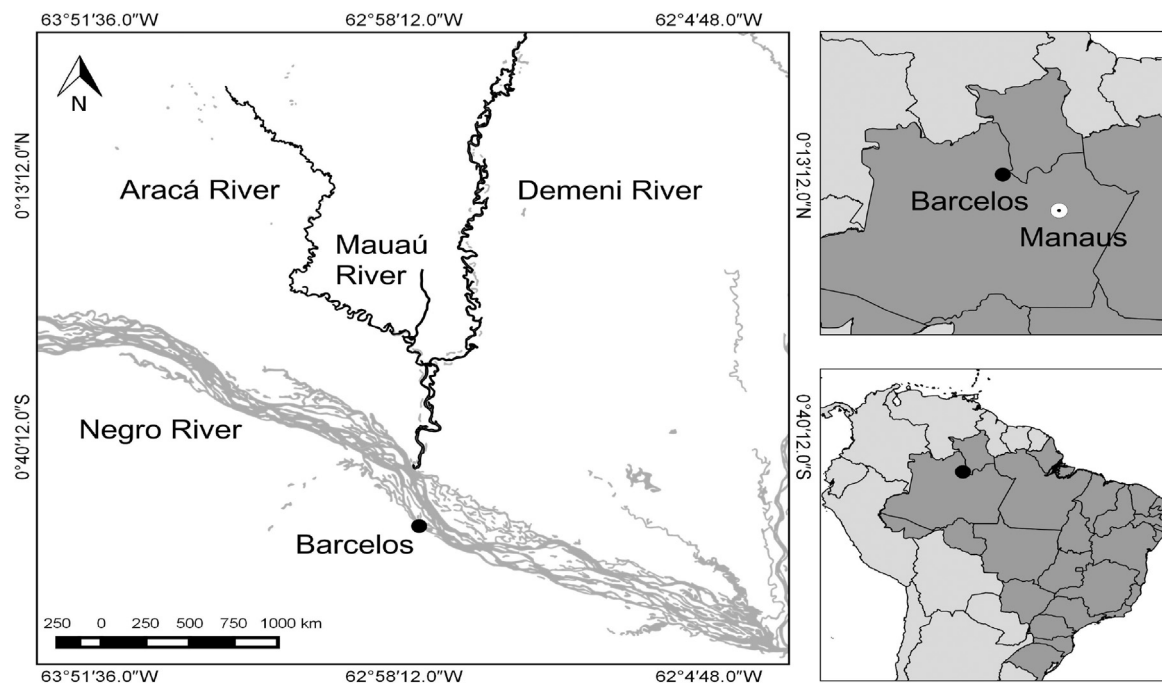 63°51'36.0"W
62°58'12.0"W
62°4'48.0"W
N
0°13'12.0"N
0°40'12.0"S
Aracá River
Demeni River
Mauaú
River
Negro River
Barcelos
250 0 250 500 750 1000 km
63°51'36.0"W
62°58'12.0"W
62°4'48.0"W
0°13'12.0"N
Barcelos
Manaus
0°40'12.0"S